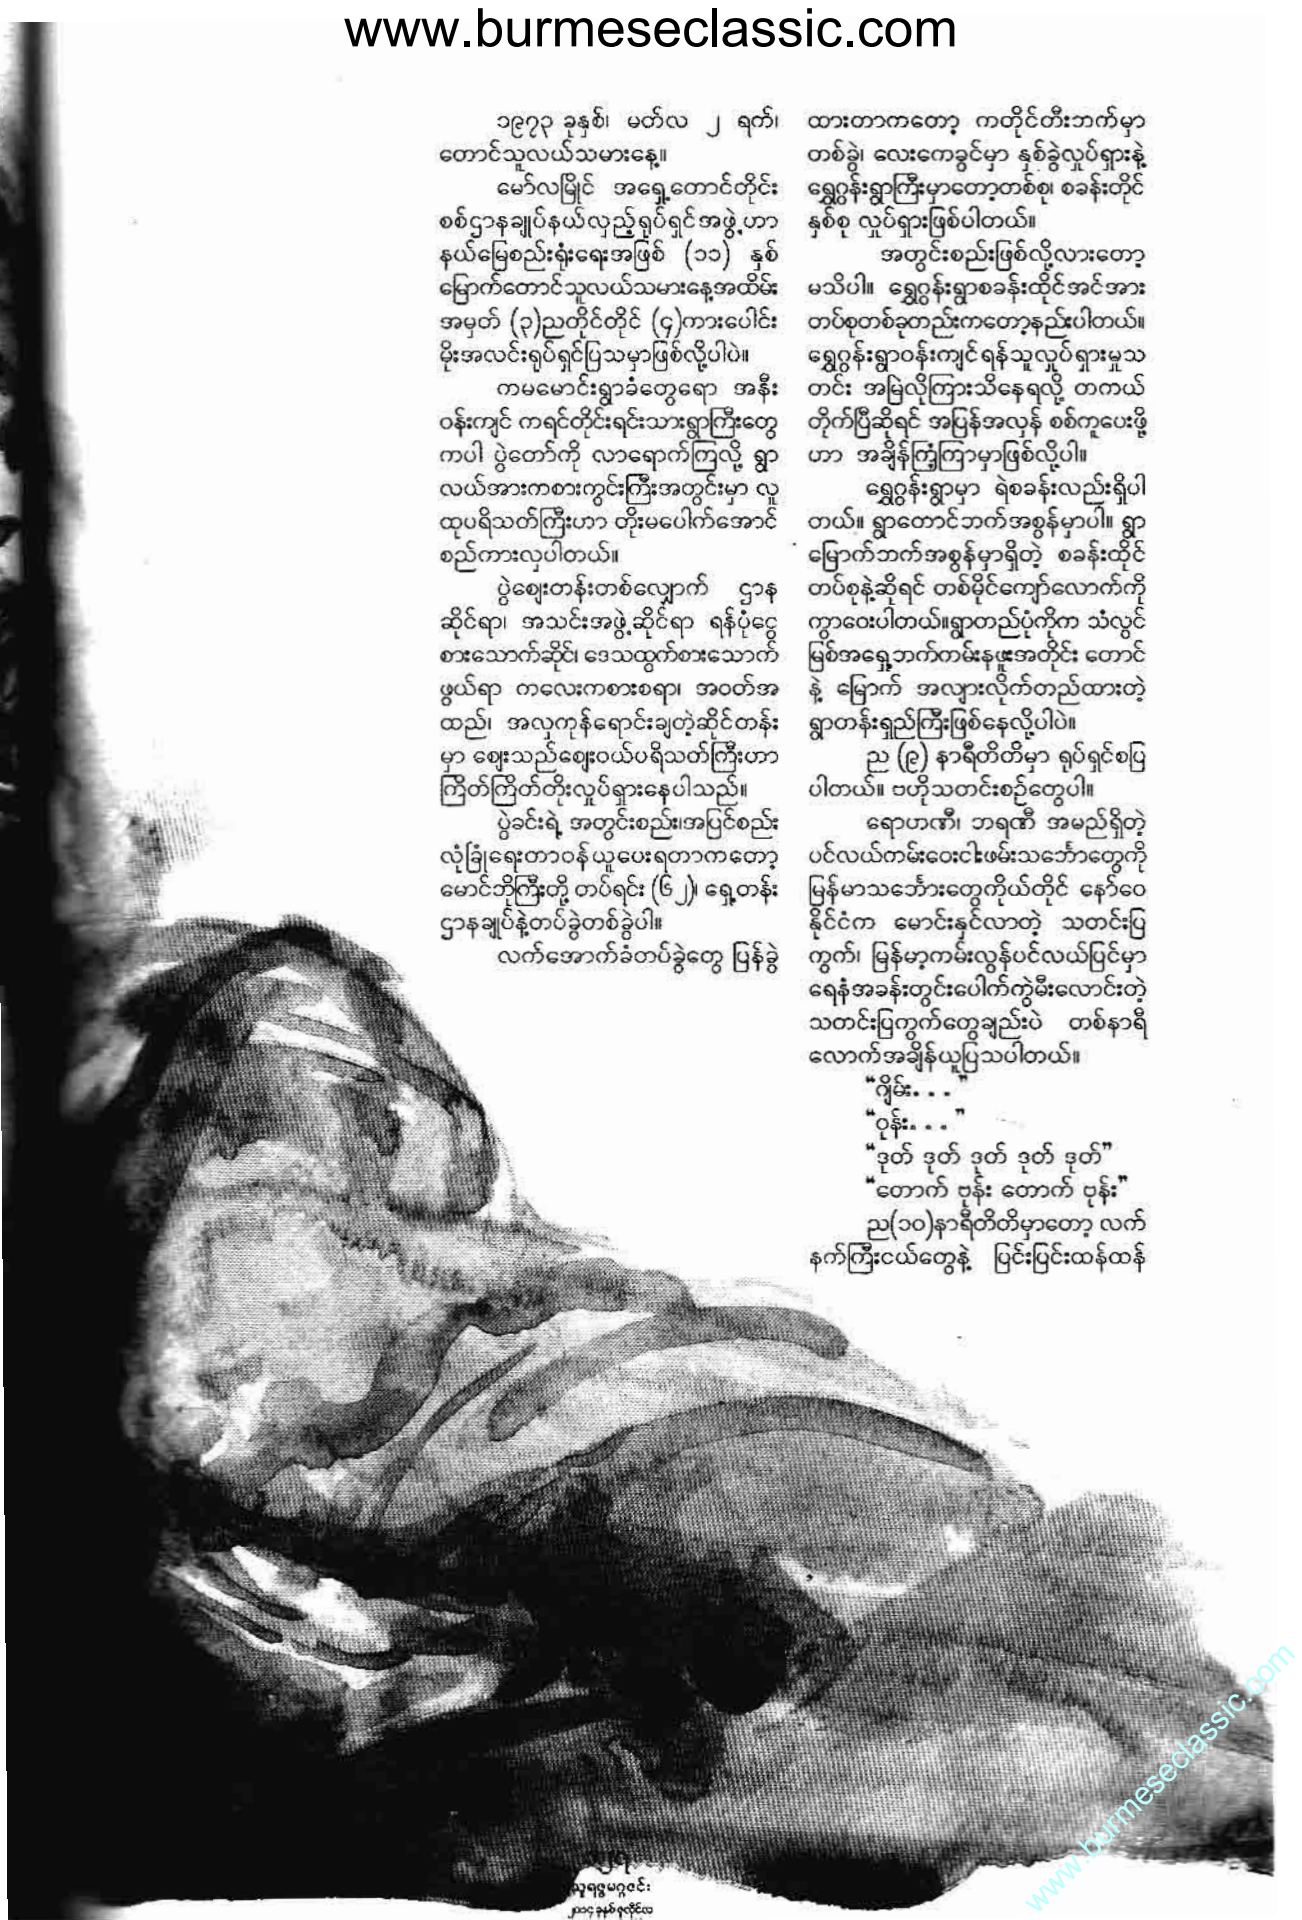 www.burmeseclassic.com
၁၉၇၃ ခုနှစ်၊ မတ်လ ၂ ရက်၊
တောင်သူလယ်သမားနေ့။
မော်လမြိုင် အရှေ့တောင်တိုင်း
စစ်ဌာနချုပ်နယ်လှည့်ရုပ်ရှင်အဖွဲ့ဟာ
နယ်မြေစည်းရုံးရေးအဖြစ် (၁၁) နှစ်
မြောက်တောင်သူလယ်သမားနေ့အထိမ်း
အမှတ် (၃)ညတိုင်တိုင် (၄)ကားပေါင်း
မိုးအလင်းရုပ်ရှင်ပြသမှာဖြစ်လို့ပါပဲ။
ကမမောင်းရွာခံတွေရော အနီး
ဝန်းကျင် ကရင်တိုင်းရင်းသားရွာကြီးတွေ
ကပါ ပွဲတော်ကို လာရောက်ကြလို့ ရွာ
လယ်အားကစားကွင်းကြီးအတွင်းမှာ လူ
ထုပရိသတ်ကြီးဟာ တိုးမပေါက်အောင်
စည်ကားလှပါတယ်။
ပွဲဈေးတန်းတစ်လျှောက် ဌာန
ဆိုင်ရာ၊ အသင်းအဖွဲ့ဆိုင်ရာ ရန်ပုံငွေ
စားသောက်ဆိုင်၊ ဒေသထွက်စားသောက်
ဖွယ်ရာ ကလေးကစားစရာ၊ အဝတ်အ
ထည်၊ အလှကုန်ရောင်းချတဲ့ဆိုင်တန်း
မှာ ဈေးသည်ဈေးဝယ်ပရိသတ်ကြီးဟာ
ကြိတ်ကြိတ်တိုးလှုပ်ရှားနေပါသည်။
ပွဲခင်းရဲ့ အတွင်းစည်း၊အပြင်စည်း
လုံခြုံရေးတာဝန်ယူပေးရတာကတော့
မောင်ဘိုကြီးတို့ တပ်ရင်း (၆၂)၊ ရှေ့တန်း
ဌာနချုပ်နဲ့တပ်ခွဲတစ်ခွဲပါ။
လက်အောက်ခံတပ်ခွဲတွေ ပြန်ခွဲ
ထားတာကတော့ ကတိုင်တီးဘက်မှာ
တစ်ခွဲ၊ လေးကေခွင်မှာ နှစ်ခွဲလှုပ်ရှားနဲ့
ရွှေဂွန်းရွာကြီးမှာတော့တစ်စု၊ စခန်းတိုင်
နှစ်စု လှုပ်ရှားဖြစ်ပါတယ်။
အတွင်းစည်းဖြစ်လို့လားတော့
မသိပါ။ ရွှေဂွန်းရွာစခန်းထိုင်အင်အား
တပ်စုတစ်ခုတည်းကတော့နည်းပါတယ်။
ရွှေဂွန်းရွာဝန်းကျင်ရန်သူလှုပ်ရှားမှုသ
တင်း အမြဲလိုကြားသိနေရလို့ တကယ်
တိုက်ပြီဆိုရင် အပြန်အလှန် စစ်ကူပေးဖို့
ဟာ အချိန်ကြံ့ကြာမှာဖြစ်လို့ပါ။
ရွှေဂွန်းရွာမှာ ရဲစခန်းလည်းရှိပါ
တယ်။ ရွာတောင်ဘက်အစွန်မှာပါ။ ရွာ
မြောက်ဘက်အစွန်မှာရှိတဲ့ စခန်းထိုင်
တပ်စုနဲ့ဆိုရင် တစ်မိုင်ကျော်လောက်ကို
ကွာဝေးပါတယ်။ရွာတည်ပုံကိုက သံလွင်
မြစ်အရှေ့ဘက်ကမ်းနဖူးအတိုင်း တောင်
နဲ့ မြောက် အလျားလိုက်တည်ထားတဲ့
ရွာတန်းရှည်ကြီးဖြစ်နေလို့ပါပဲ။
ည (၉) နာရီတိတိမှာ ရုပ်ရှင်စပြ
ပါတယ်။ ဗဟိုသတင်းစဉ်တွေပါ။
ရောဟဏီ၊ ဘရဏီ အမည်ရှိတဲ့
ပင်လယ်ကမ်းဝေးငါးဖမ်းသင်္ဘောတွေကို
မြန်မာသင်္ဘောတွေကိုယ်တိုင် နော်ဝေ
နိုင်ငံက မောင်းနှင်လာတဲ့ သတင်းပြ
ကွက်၊ မြန်မာ့ကမ်းလွန်ပင်လယ်ပြင်မှာ
ရေနံအခန်းတွင်းပေါက်ကွဲမီးလောင်းတဲ့
သတင်းပြကွက်တွေချည်းပဲ တစ်နာရီ
လောက်အချိန်ယူပြသပါတယ်။
“ဂျိမ်း. . . ”
“ဝုန်း. . . ”
“ဒုတ် ဒုတ် ဒုတ် ဒုတ် ဒုတ်”
“တောက် ဗုန်း တောက် ဗုန်း”
ည(၁၀)နာရီတိတိမှာတော့ လက်
နက်ကြီးငယ်တွေနဲ့ ပြင်းပြင်းထန်ထန်
သူရဇ္ဇမဂ္ဂဇင်း
၂၀၁၄ ခုနှစ် ဇူလိုင်လ
www.burmeseclassic.com